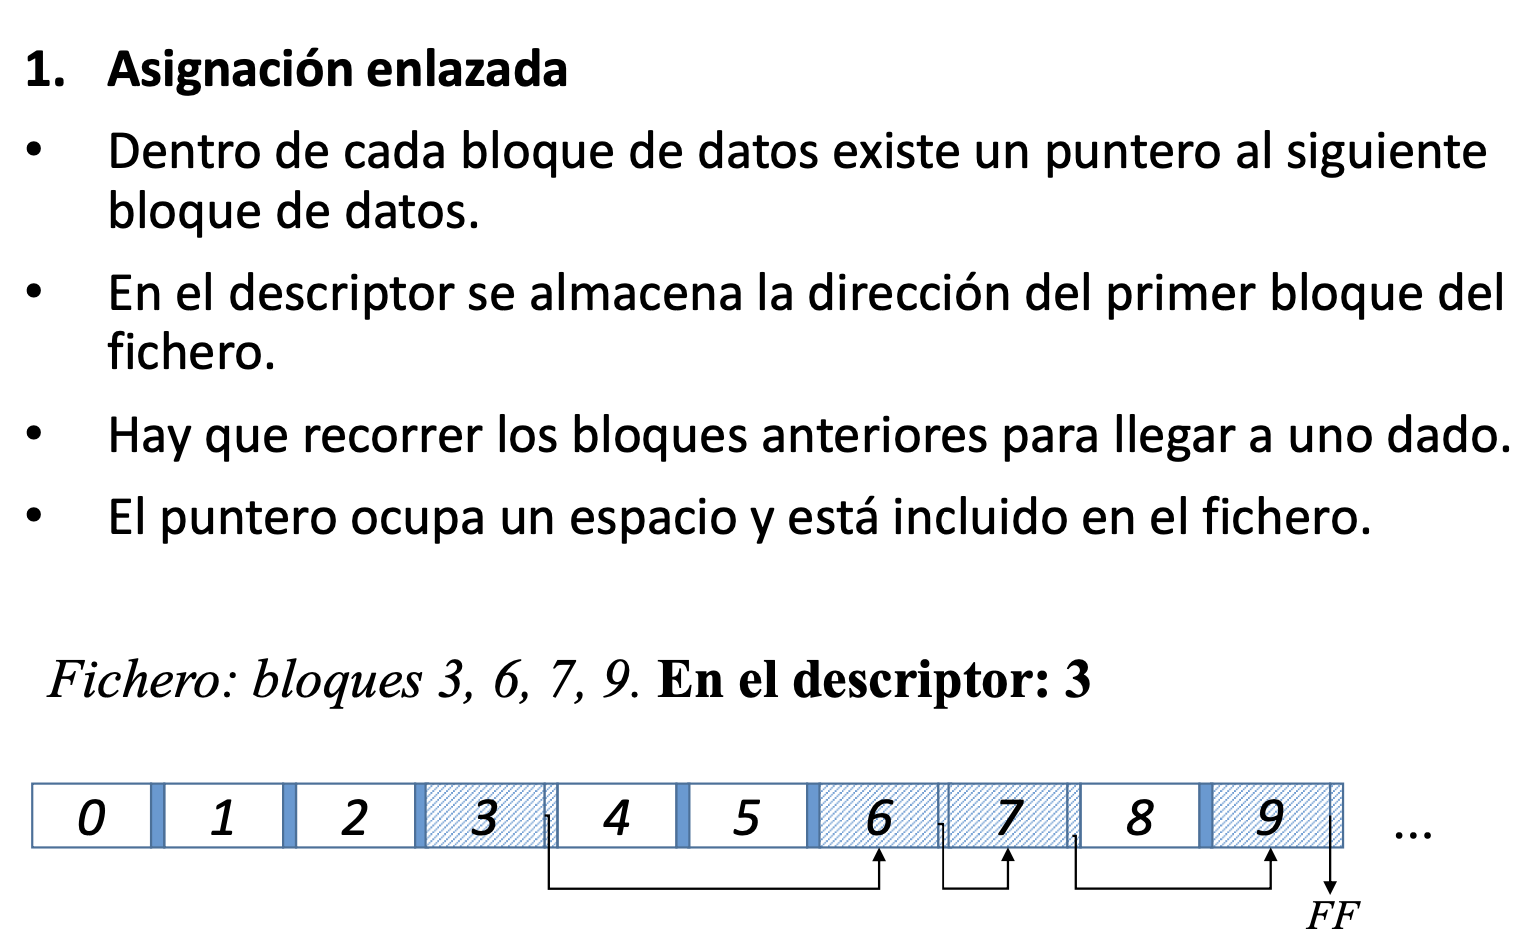 1. Asignación enlazada
• Dentro de cada bloque de datos existe un puntero al siguiente
bloque de datos.
• En el descriptor se almacena la dirección del primer bloque del
fichero.
• Hay que recorrer los bloques anteriores para llegar a uno dado.
• El puntero ocupa un espacio y está incluido en el fichero.
Fichero: bloques 3, 6, 7, 9. En el descriptor: 3
0 1 2 3 4 5 6 7 8 9 ...
FF